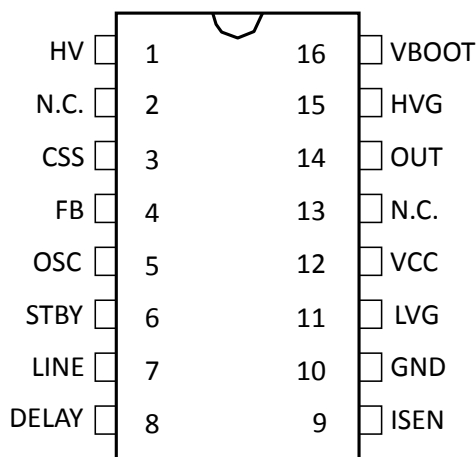 HV 1 16 VBOOT
N.C. 2 15 HVG
CSS 3 14 OUT
FB 4 13 N.C.
OSC 5 12 VCC
STBY 6 11 LVG
LINE 7 10 GND
DELAY 8 9 ISEN